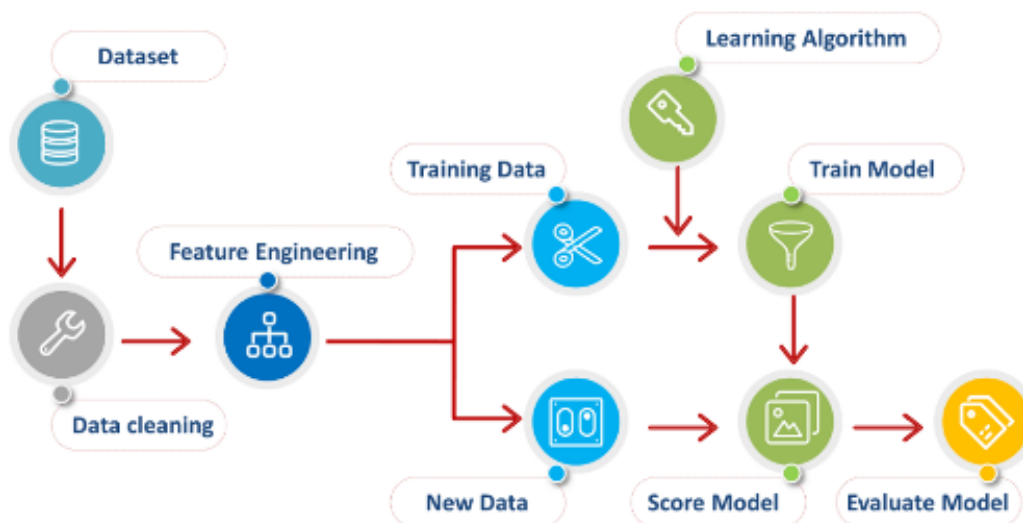 Learning Algorithm
Dataset
Training Data
Train Model
Feature Engineering
Data cleaning
New Data
Score Model
Evaluate Model